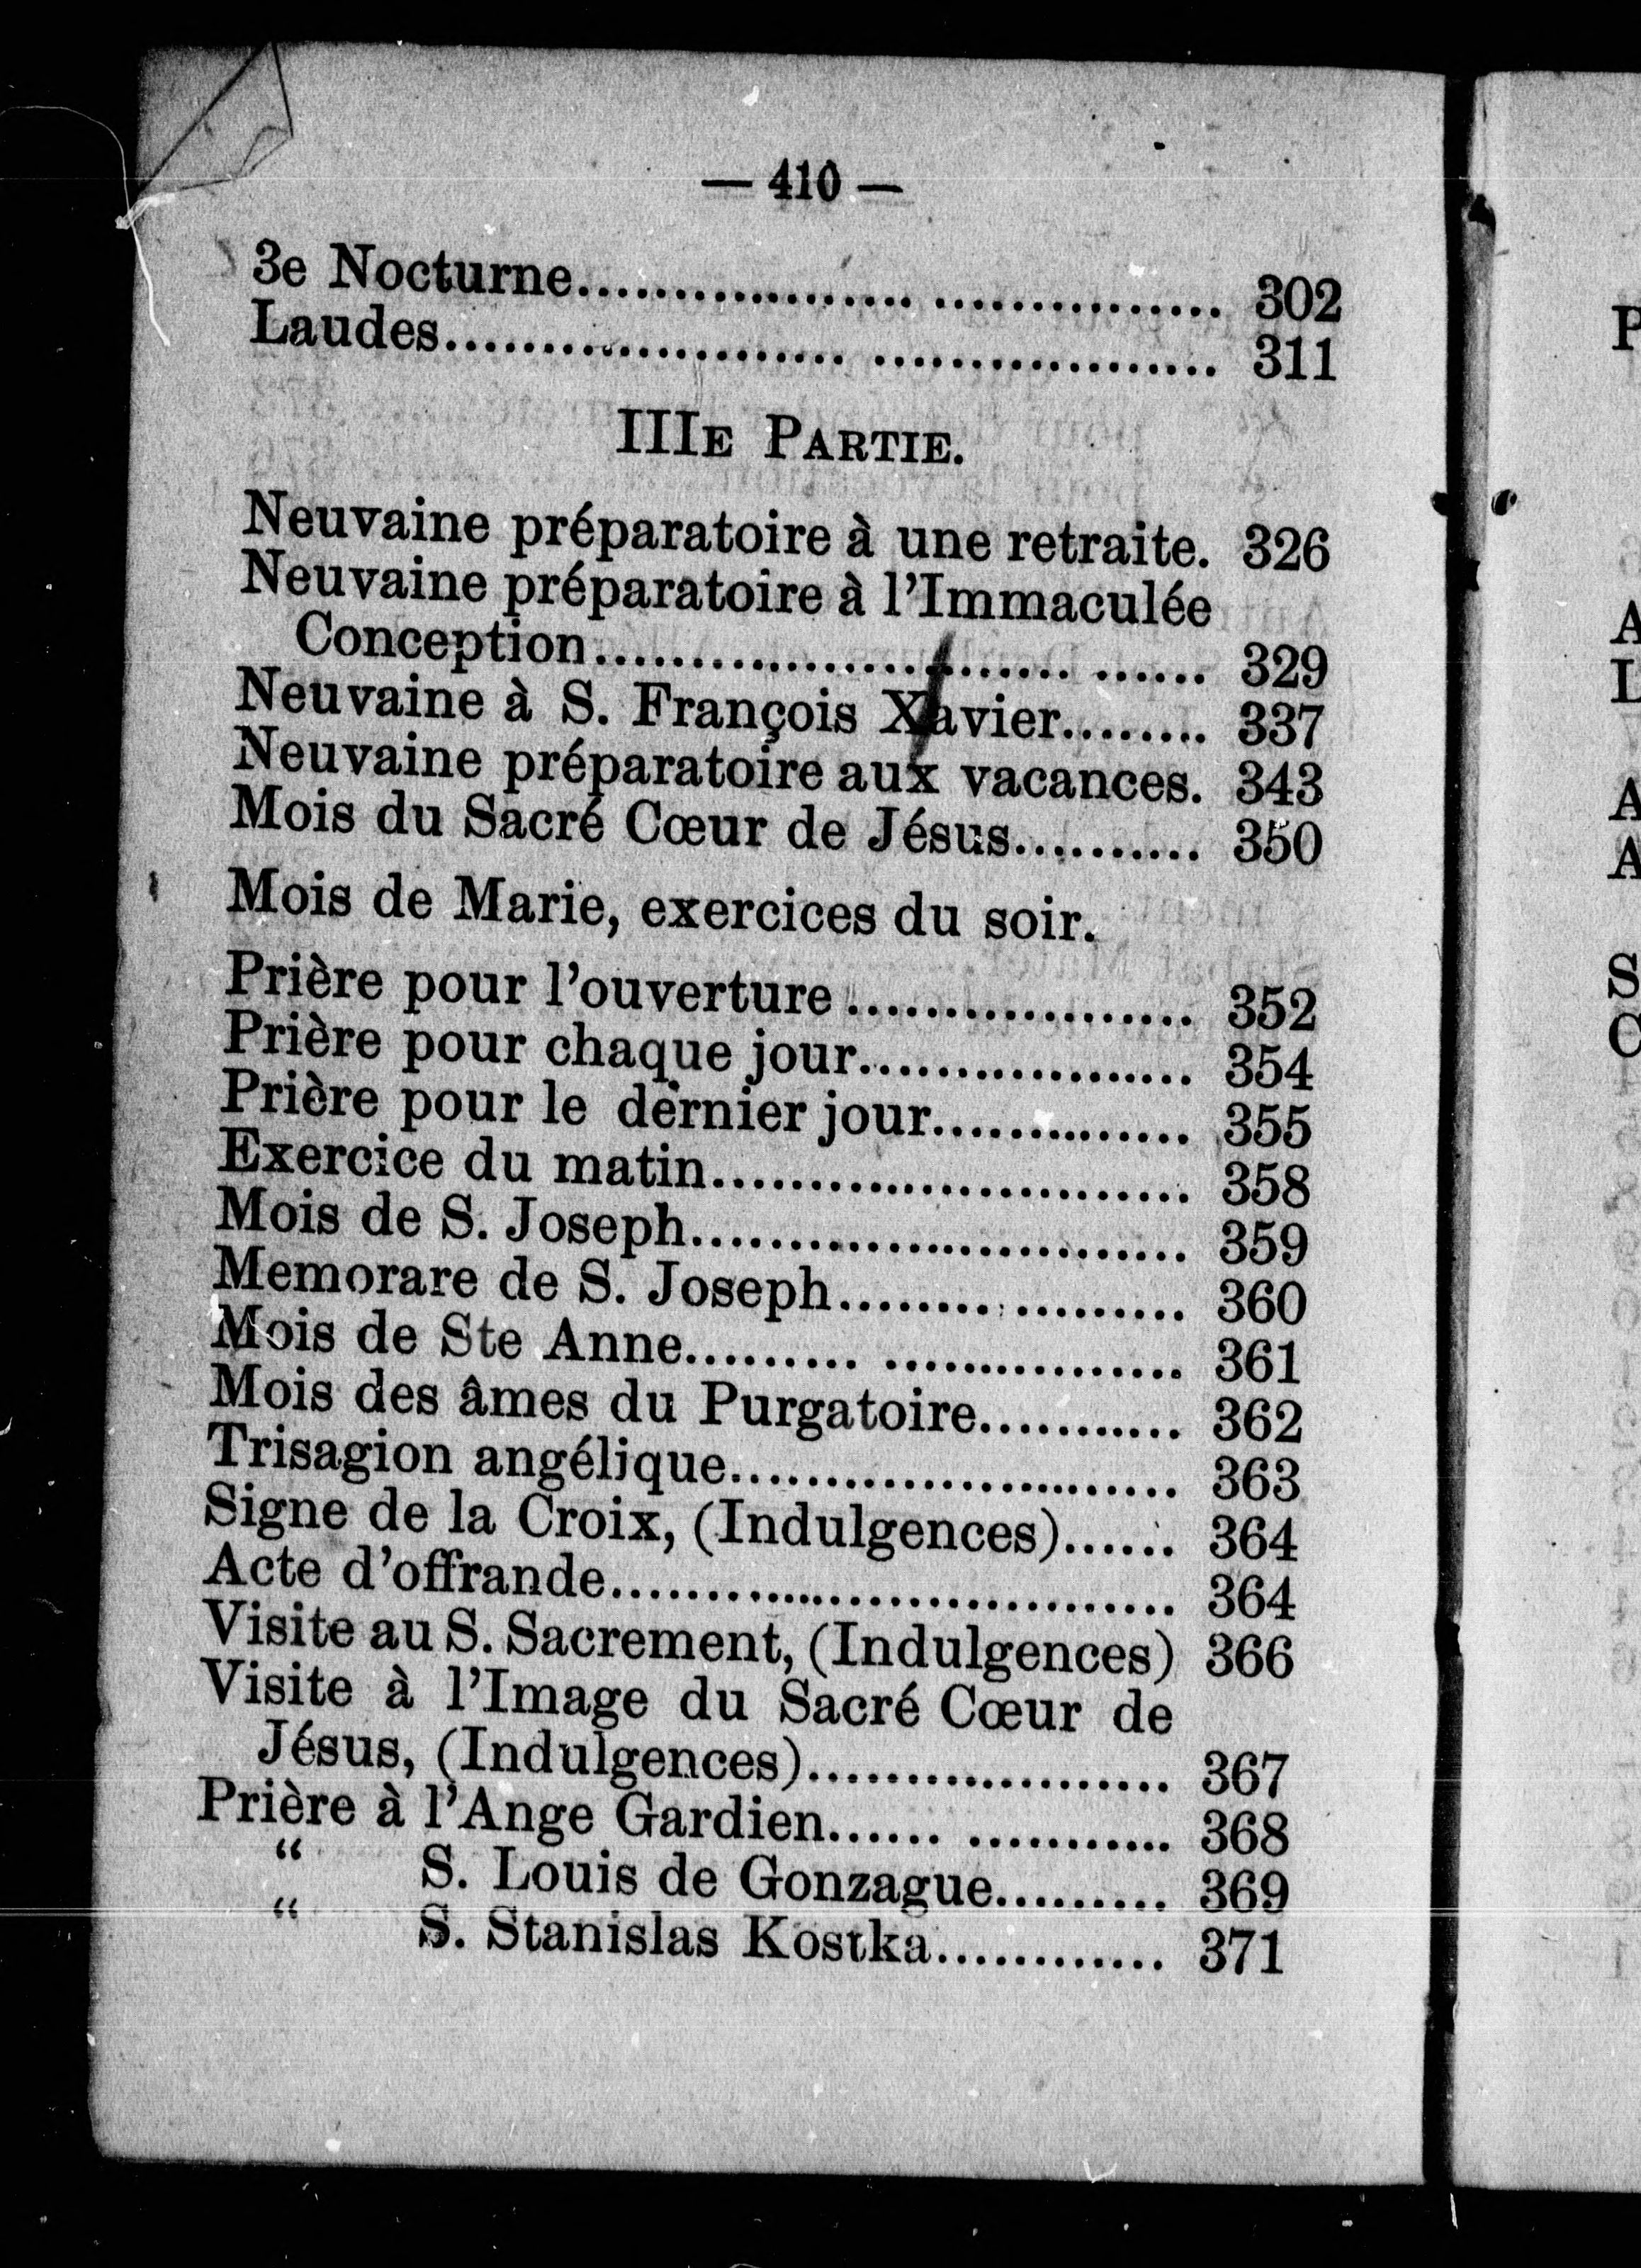 — 410 —
3e Nocturne.................. ............... 302
Laudes..................... .................. 311
IIIE PARTIE.
Neuvaine préparatoire à une retraite. 326
Neuvaine préparatoire à l'Immaculée
Conception......................... ...... 329
Neuvaine à S. François Xavier........ 337
Neuvaine préparatoire aux vacances. 343
Mois du Sacré Cœur de Jésus.......... 350
Mois de Marie, exercices du soir.
Prière pour l'ouverture .................. 352
Prière pour chaque jour.................. 354
Prière pour le dernier jour.............. 355
Exercice du matin......................... 358
Mois de S. Joseph.......................... 359
Memorare de S. Joseph........ ......... 360
Mois de Ste Anne......... ................ 361
Mois des âmes du Purgatoire........... 362
Trisagion angélique........................ 363
Signe de la Croix, (Indulgences)...... 364
Acte d'offrande.............................. 364
Visite au S. Sacrement, (Indulgences) 366
Visite à l'Image du Sacré Cœur de
Jésus, (Indulgences)................... 367
Prière à l'Ange Gardien...... ........... 368
“ S. Louis de Gonzague......... 369
“ S. Stanislas Kostka............ 371
P
A
L
A
A
S
C